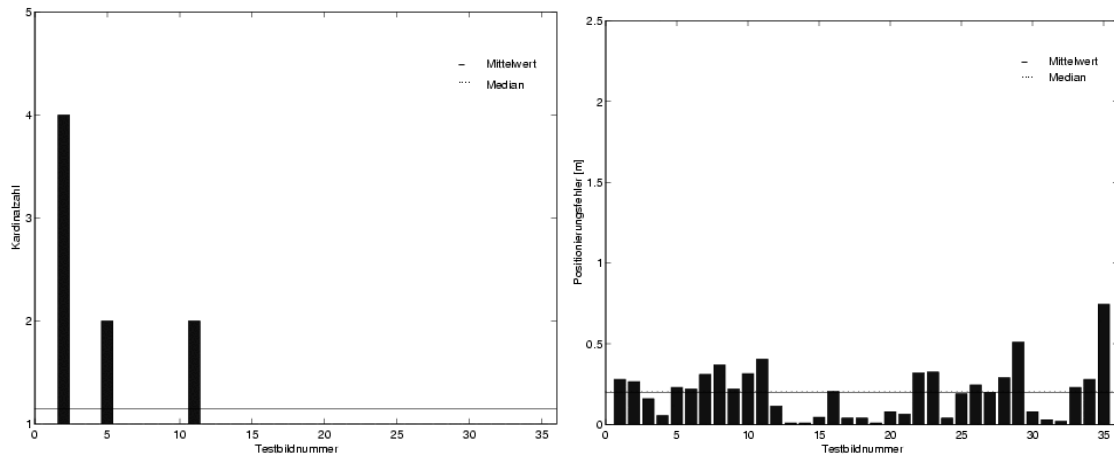 5
4
3
2
1
Kardinalzahl
Mittelwert
Median
0 5 10 15 20 25 30 35
Testbildnummer
2.5
2
1.5
1
0.5
0
Positionierungsfehler [m]
Mittelwert
Median
0 5 10 15 20 25 30 35
Testbildnummer